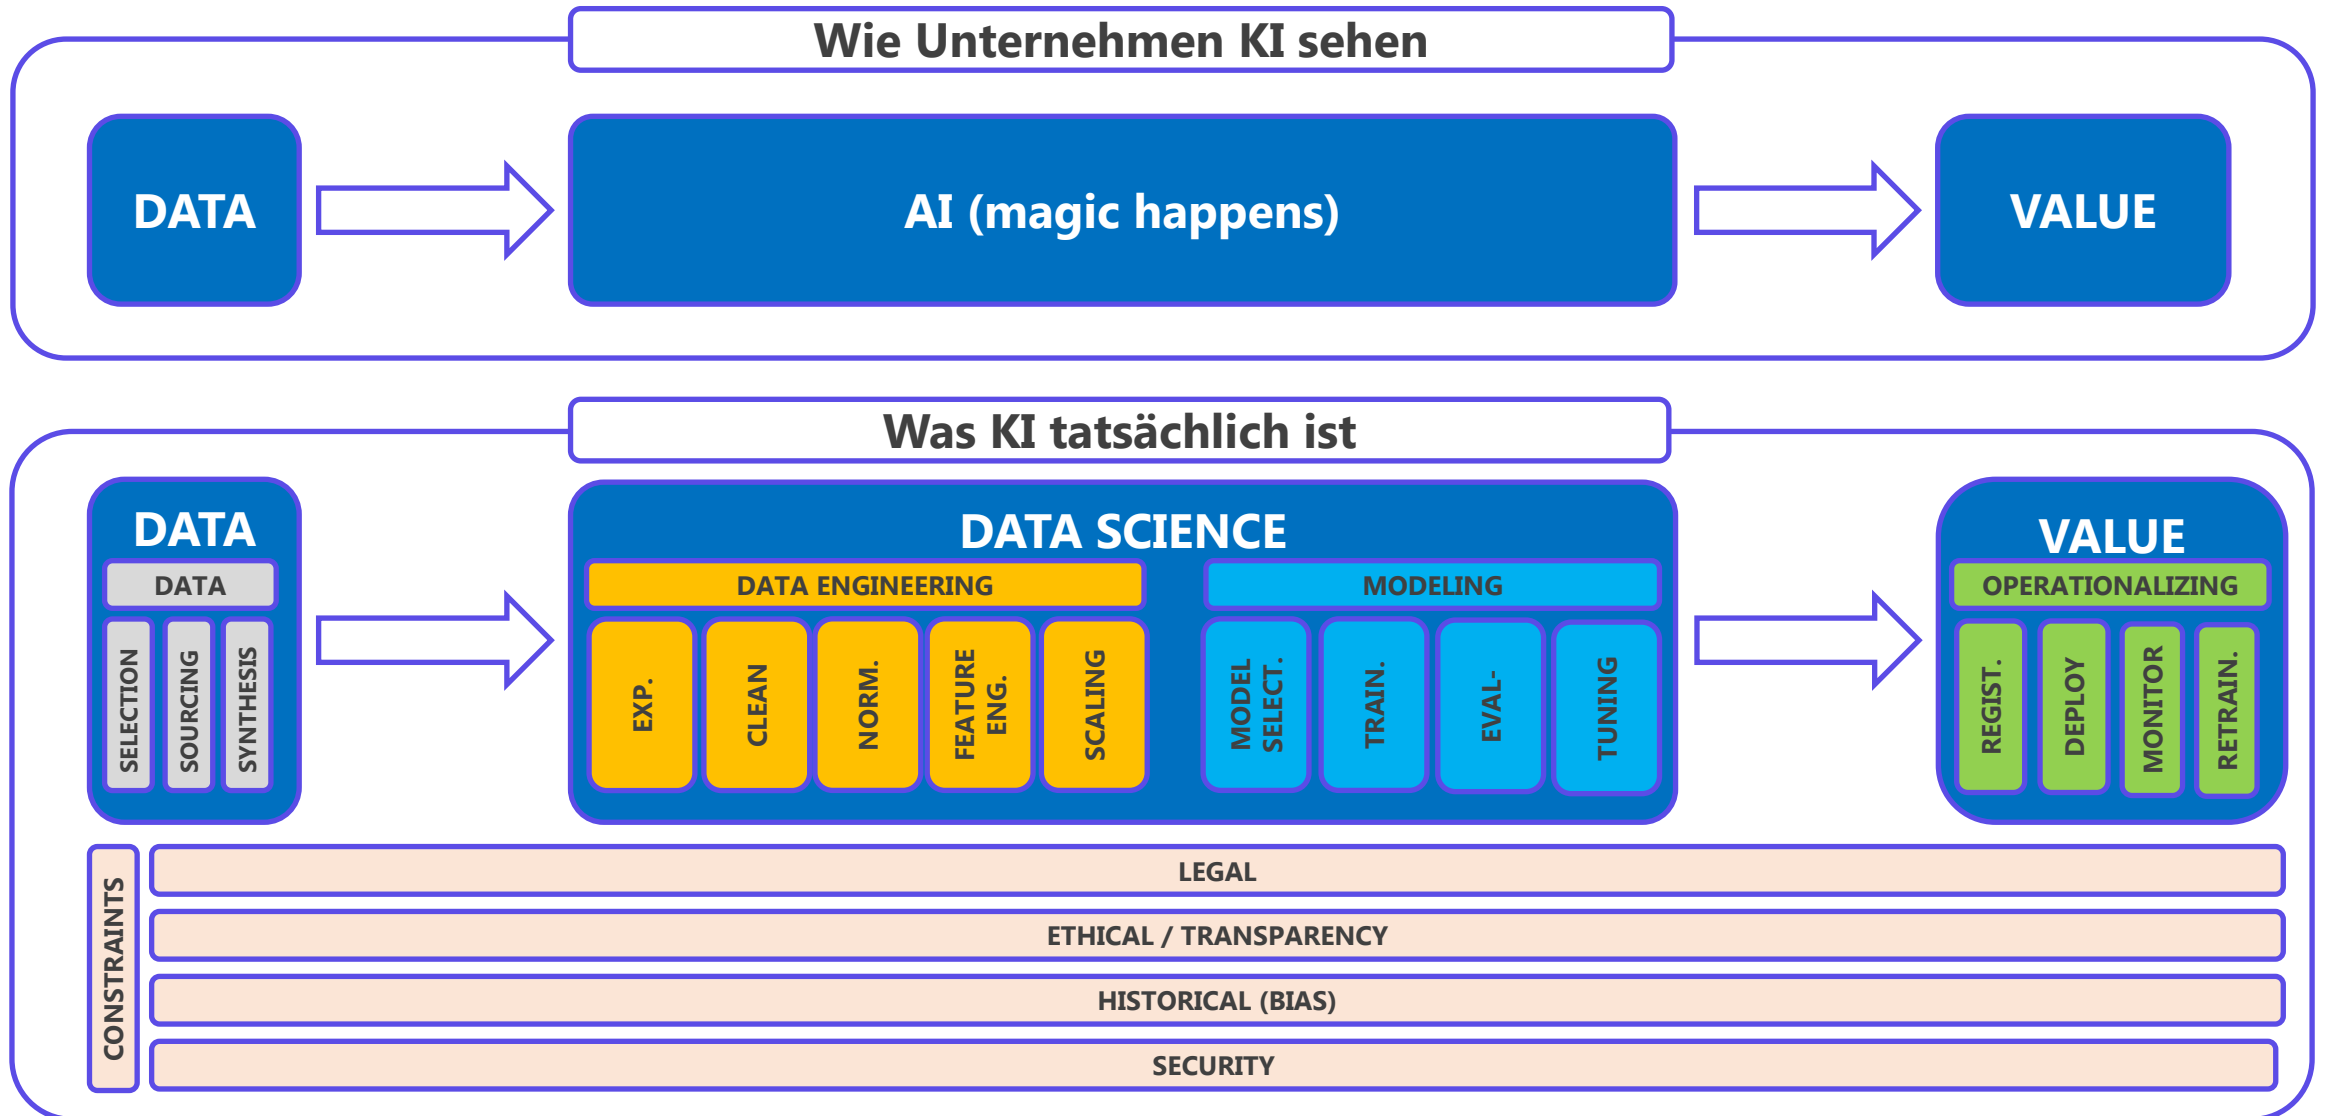 Wie Unternehmen KI sehen
DATA
AI (magic happens)
VALUE
Was KI tatsächlich ist
DATA
DATA
SELECTION
SOURCING
SYNTHESIS
DATA SCIENCE
DATA ENGINEERING
EXP.
CLEAN
NORM.
FEATURE
ENG.
SCALING
MODELING
MODEL
SELECT.
TRAIN.
EVAL-
TUNING
VALUE
OPERATIONALIZING
REGIST.
DEPLOY
MONITOR
RETRAIN.
CONSTRAINTS
LEGAL
ETHICAL / TRANSPARENCY
HISTORICAL (BIAS)
SECURITY